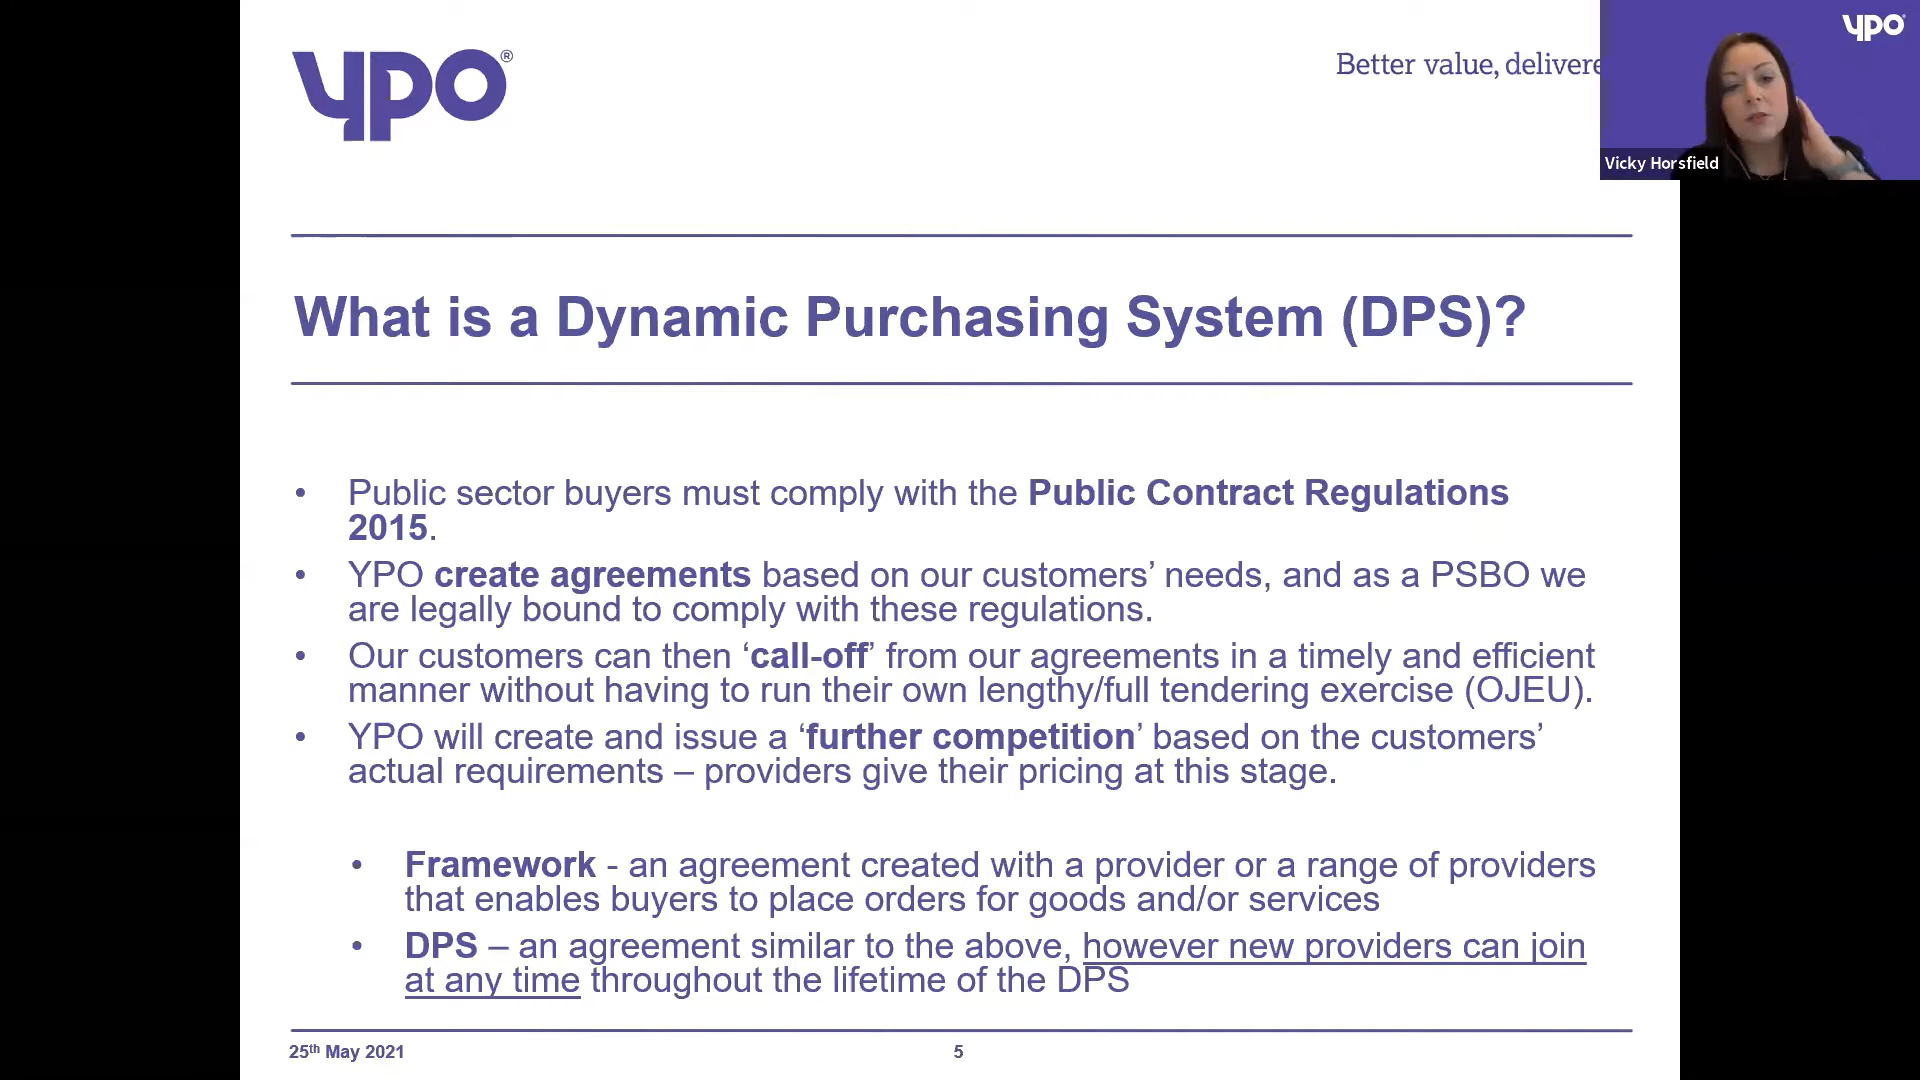 ypo®
Better value, delivere
ypo
Vicky Horsfield
What is a Dynamic Purchasing System (DPS)?
• Public sector buyers must comply with the Public Contract Regulations
2015.
• YPO create agreements based on our customers’ needs, and as a PSBO we
are legally bound to comply with these regulations.
• Our customers can then ‘call-off’ from our agreements in a timely and efficient
manner without having to run their own lengthy/full tendering exercise (OJEU).
• YPO will create and issue a ‘further competition’ based on the customers’
actual requirements – providers give their pricing at this stage.
• Framework - an agreement created with a provider or a range of providers
that enables buyers to place orders for goods and/or services
• DPS – an agreement similar to the above, however new providers can join
at any time throughout the lifetime of the DPS
25th May 2021
5